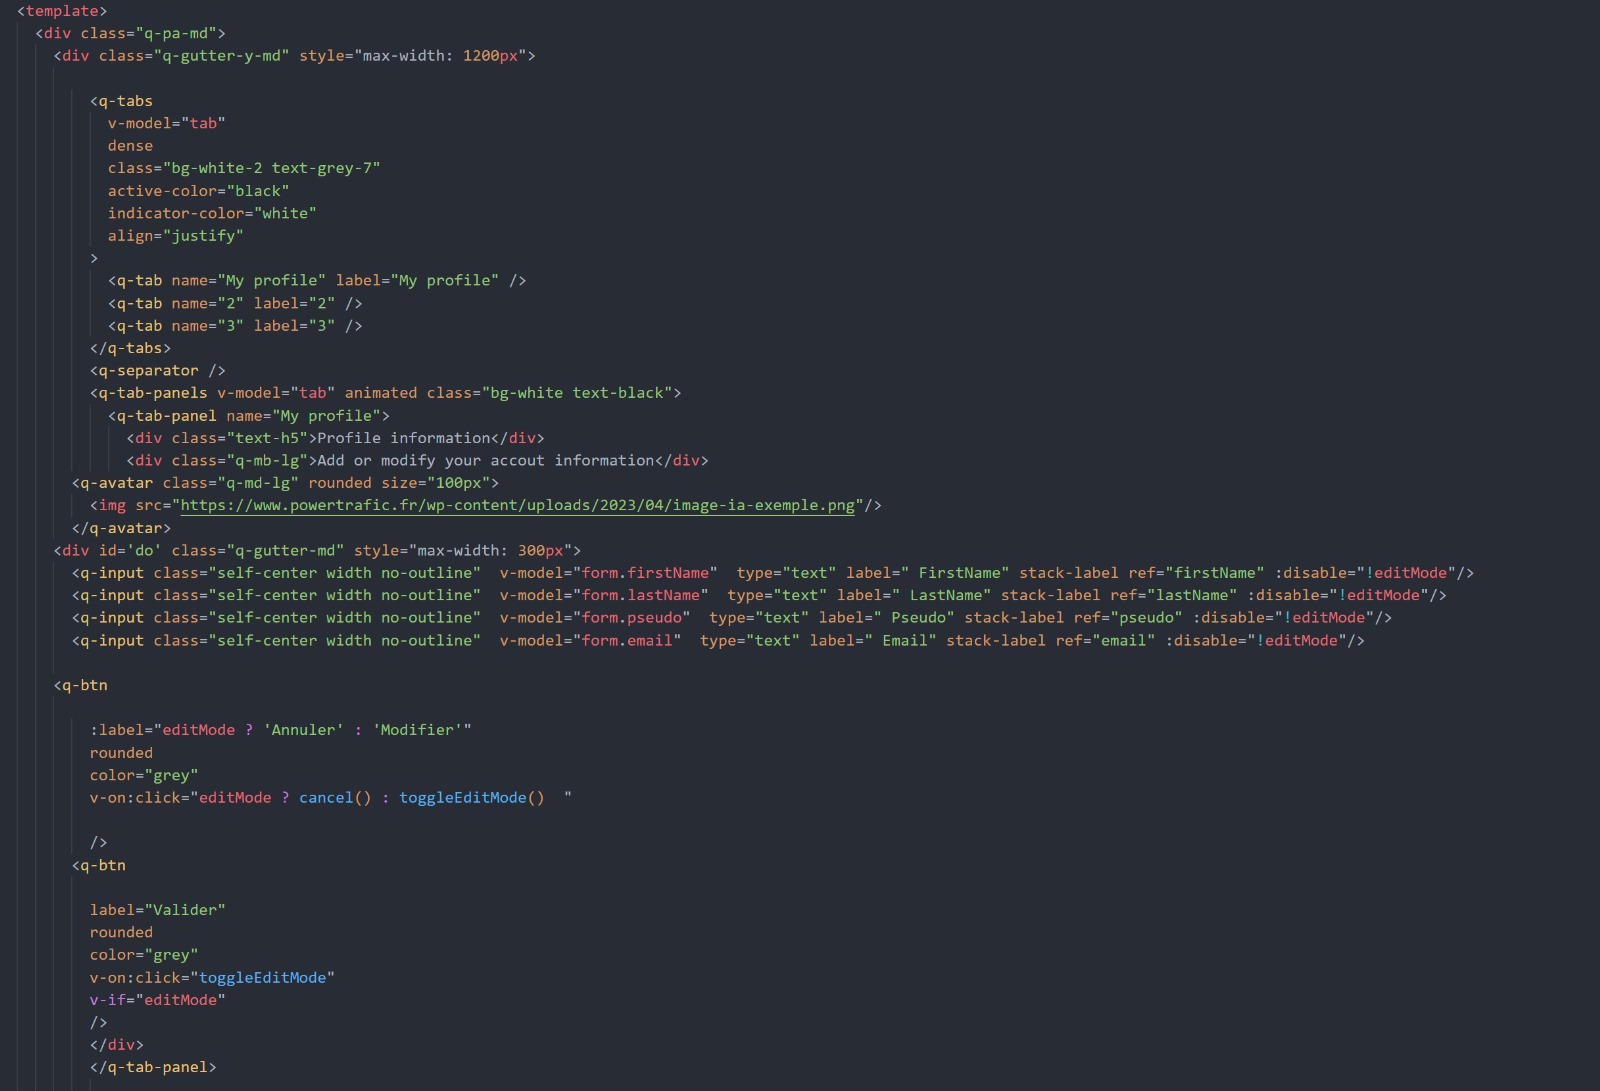 <template>
<div class="q-pa-md">
<div class="q-gutter-y-md" style="max-width: 1200px">
<q-tabs
v-model="tab"
dense
class="bg-white-2 text-grey-7"
active-color="black"
indicator-color="white"
align="justify"
>
<q-tab name="My profile" label="My profile" />
<q-tab name="2" label="2" />
<q-tab name="3" label="3" />
</q-tabs>
<q-separator />
<q-tab-panels v-model="tab" animated class="bg-white text-black">
<q-tab-panel name="My profile">
<div class="text-h5">Profile information</div>
<div class="q-mb-lg">Add or modify your accout information</div>
<q-avatar class="q-md-lg" rounded size="100px">
<img src="https://www.powertrafic.fr/wp-content/uploads/2023/04/image-ia-exemple.png"/>
</q-avatar>
<div id='do' class="q-gutter-md" style="max-width: 300px">
<q-input class="self-center width no-outline"  v-model="form.firstName"  type="text" label=" FirstName" stack-label ref="firstName" :disable="!editMode"/>
<q-input class="self-center width no-outline"  v-model="form.lastName"  type="text" label=" LastName" stack-label ref="lastName" :disable="!editMode"/>
<q-input class="self-center width no-outline"  v-model="form.pseudo"  type="text" label=" Pseudo" stack-label ref="pseudo" :disable="!editMode"/>
<q-input class="self-center width no-outline"  v-model="form.email"  type="text" label=" Email" stack-label ref="email" :disable="!editMode"/>
<q-btn
:label="editMode ? 'Annuler' : 'Modifier'"
rounded
color="grey"
v-on:click="editMode ? cancel() : toggleEditMode()  "
/>
<q-btn
label="Valider"
rounded
color="grey"
v-on:click="toggleEditMode"
v-if="editMode"
/>
</div>
</q-tab-panel>